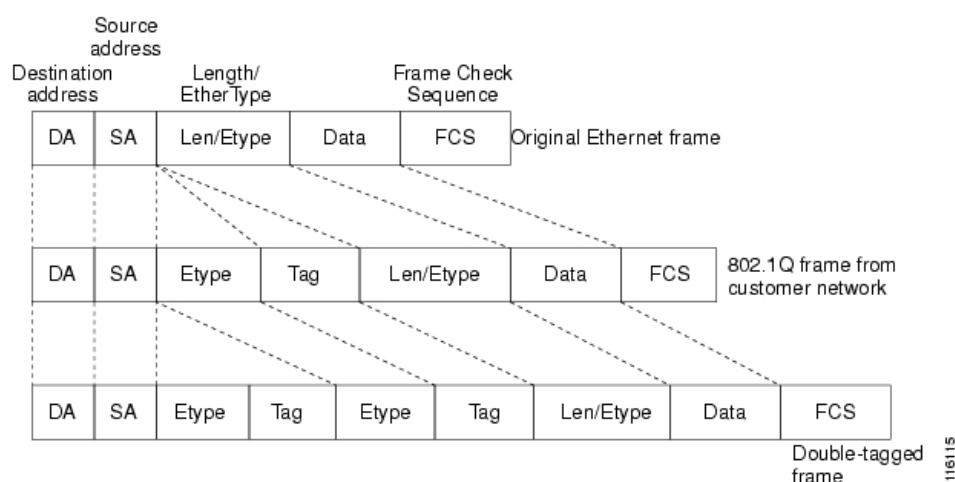 Source
address
Destination
address
Length/
EtherType
Frame Check
Sequence
DA SA Len/Etype Data FCS Original Ethernet frame
DA SA Etype Tag Len/Etype Data FCS 802.1Q frame from
customer network
DA SA Etype Tag Etype Tag Len/Etype Data FCS
Double-tagged
frame
116115